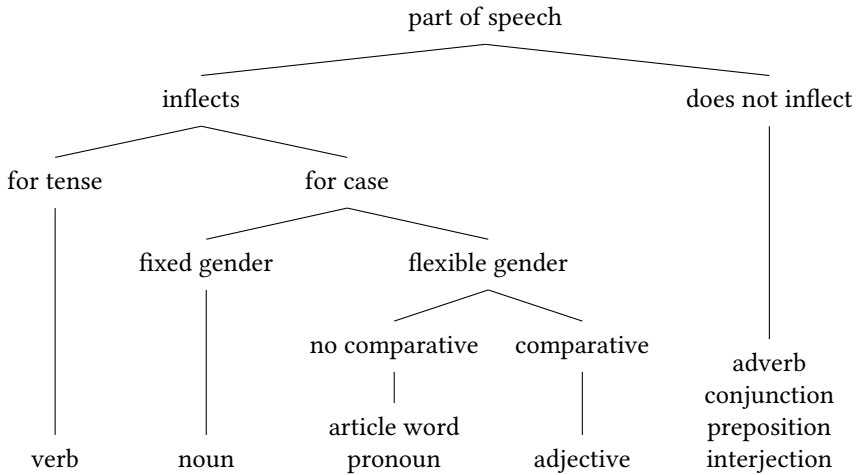 part of speech
inflects
does not inflect
for tense
for case
fixed gender
flexible gender
no comparative
comparative
verb
noun
article word
pronoun
adjective
adverb
conjunction
preposition
interjection